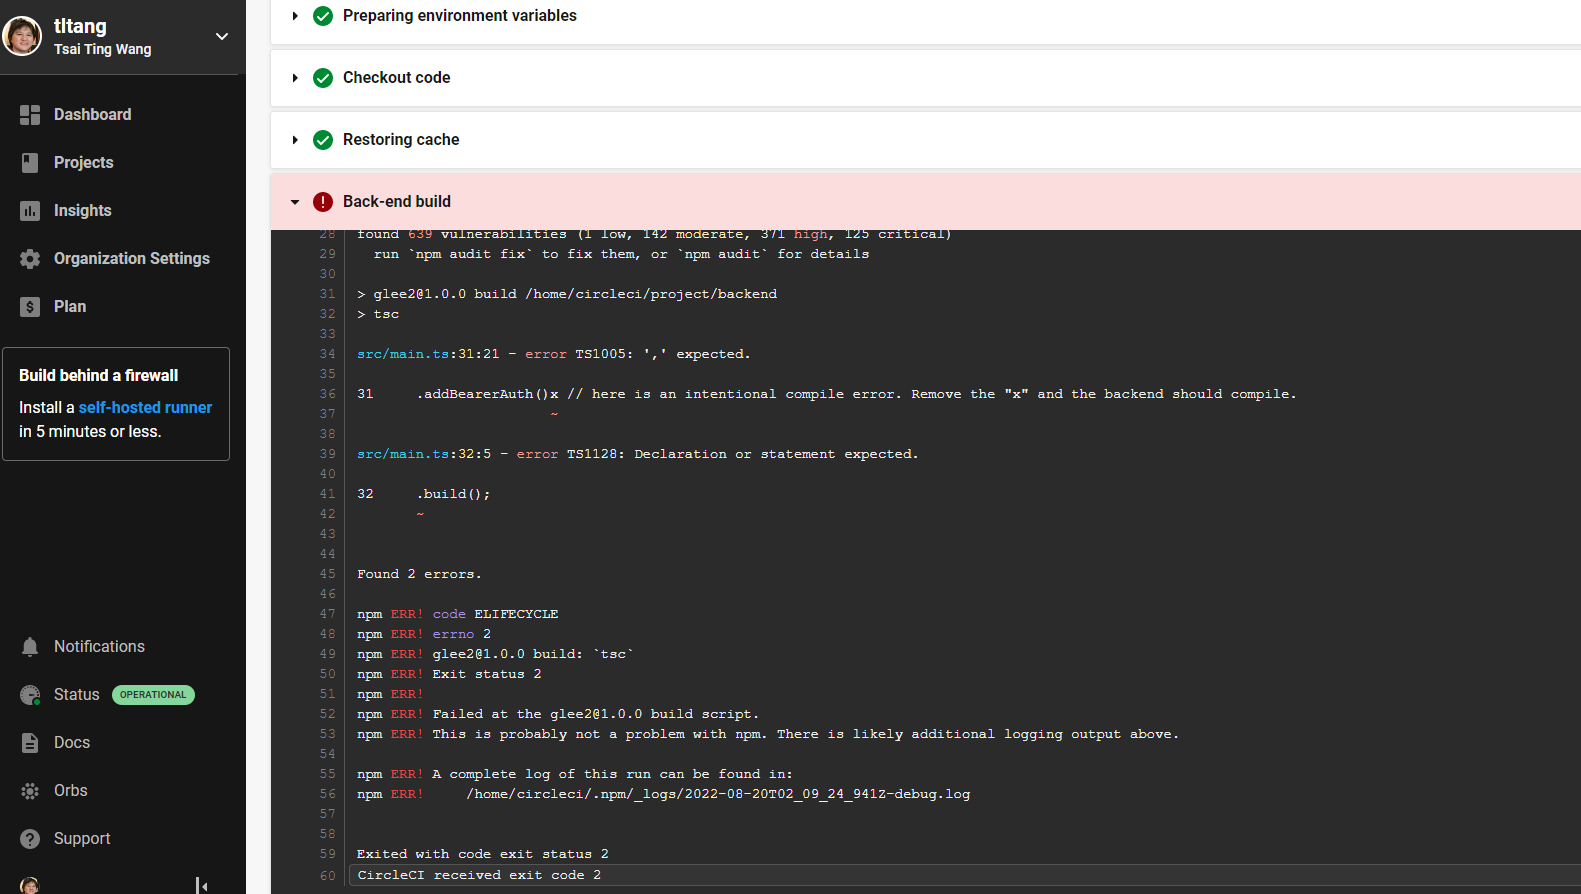 tltang
Tsai Ting Wang
Dashboard
Projects
Insights
Organization Settings
Plan
Build behind a firewall
Install a self-hosted runner
in 5 minutes or less.
Notifications
Status OPERATIONAL
Docs
Orbs
Support
Preparing environment variables
Checkout code
Restoring cache
Back-end build
28 found 639 vulnerabilities (1 low, 142 moderate, 371 high, 125 critical)
29 run `npm audit fix` to fix them, or `npm audit` for details
30
31 > glee2@1.0.0 build /home/circleci/project/backend
32 > tsc
33
34 src/main.ts:31:21 - error TS1005: ',' expected.
35
36 31 .addBearerAuth()x // here is an intentional compile error. Remove the "x" and the backend should compile.
37 ~
38
39 src/main.ts:32:5 - error TS1128: Declaration or statement expected.
40
41 32 .build();
42 ~
43
44
45 Found 2 errors.
46
47 npm ERR! code ELIFECYCLE
48 npm ERR! errno 2
49 npm ERR! glee2@1.0.0 build: `tsc`
50 npm ERR! Exit status 2
51 npm ERR!
52 npm ERR! Failed at the glee2@1.0.0 build script.
53 npm ERR! This is probably not a problem with npm. There is likely additional logging output above.
54
55 npm ERR! A complete log of this run can be found in:
56 npm ERR! /home/circleci/.npm/_logs/2022-08-20T02_09_24_941Z-debug.log
57
58
59 Exited with code exit status 2
60 CircleCI received exit code 2